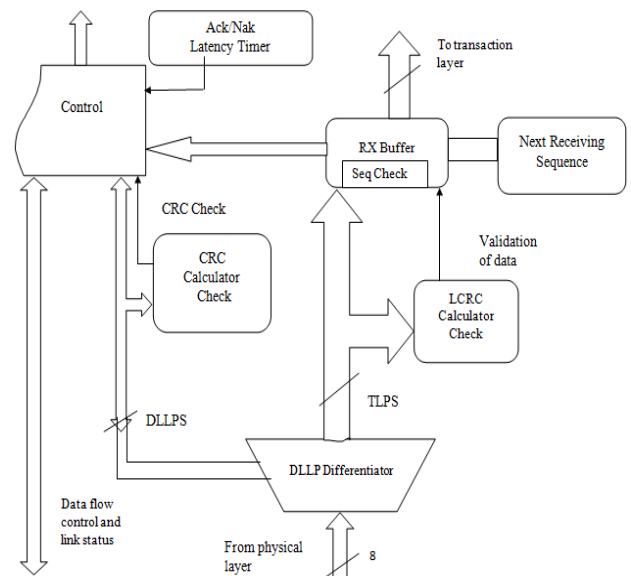 Ack/Nak
Latency Timer
To transaction
layer
Control
RX Buffer
Seq Check
Next Receiving
Sequence
CRC Check
Validation
of data
CRC
Calculator
Check
LCRC
Calculator
Check
TLPS
DLLPS
DLLP Differentiator
Data flow
control and
link status
From physical
layer
8